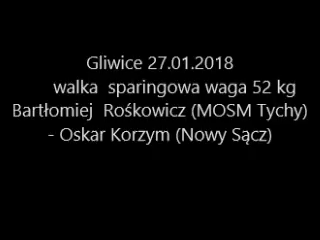 Gliwice 27.01.2018
walka sparingowa waga 52 kg
Bartłomiej Rośkowicz (MOSM Tychy)
- Oskar Korzym (Nowy Sącz)